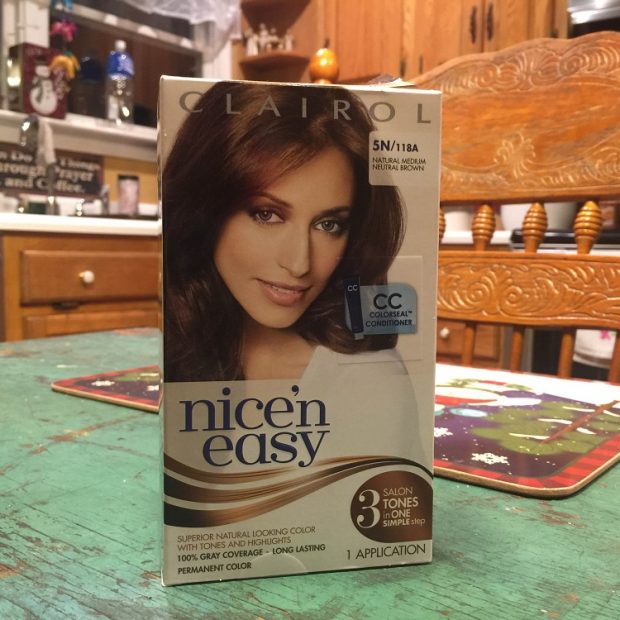 CLAIROL
5N/118A
NATURAL MEDIUM
NEUTRAL BROWN
CC
CC
COLORSEAL™
CONDITIONER
nice'n
easy
3
SALON
TONES
in ONE
SIMPLE step
SUPERIOR NATURAL LOOKING COLOR
WITH TONES AND HIGHLIGHTS
100% GRAY COVERAGE - LONG LASTING
PERMANENT COLOR
1 APPLICATION
through Prayer
and Coffee.